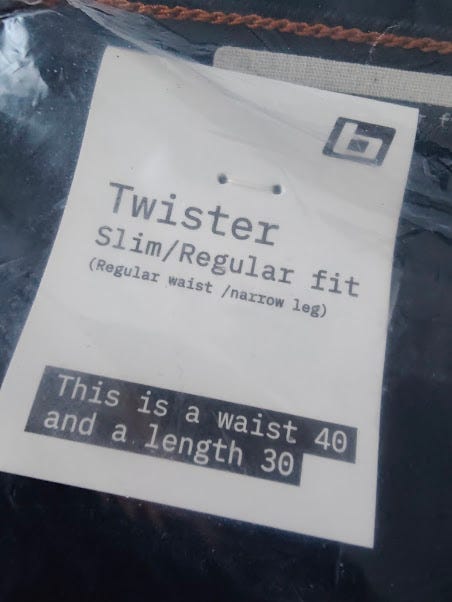 Twister
Slim/Regular fit
(Regular waist /narrow leg)
This is a waist 40
and a length 30